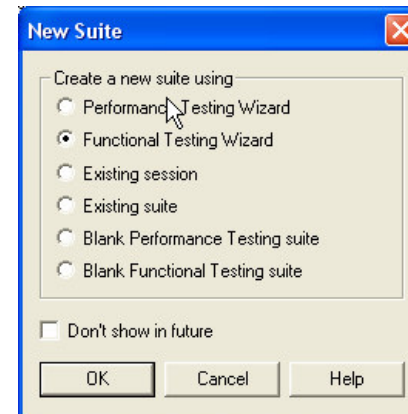 New Suite
Create a new suite using
Performance Testing Wizard
Functional Testing Wizard
Existing session
Existing suite
Blank Performance Testing suite
Blank Functional Testing suite
Don't show in future
OK Cancel Help